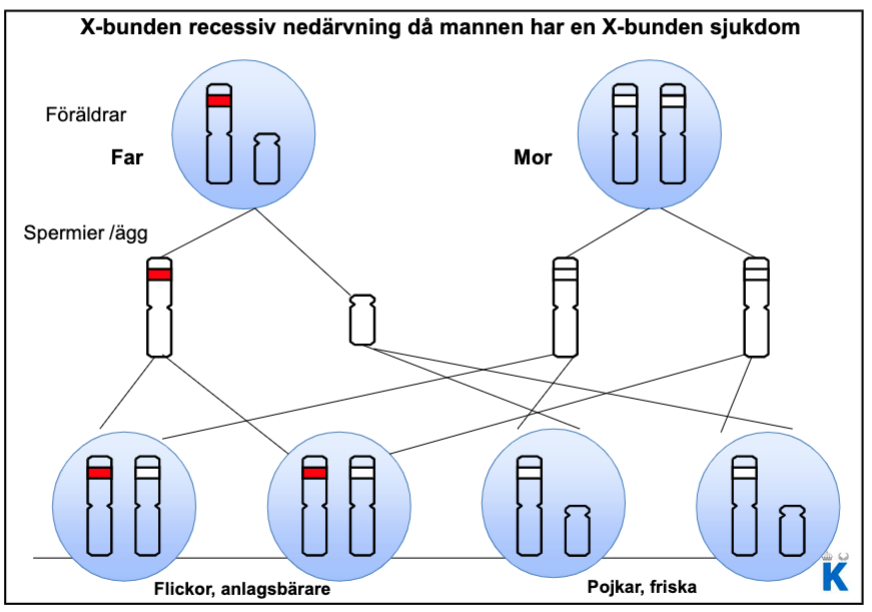 X-bunden recessiv nedärvning då mannen har en X-bunden sjukdom
Föräldrar
Far
Mor
Spermier /ägg
Flickor, anlagsbärare
Pojkar, friska
K